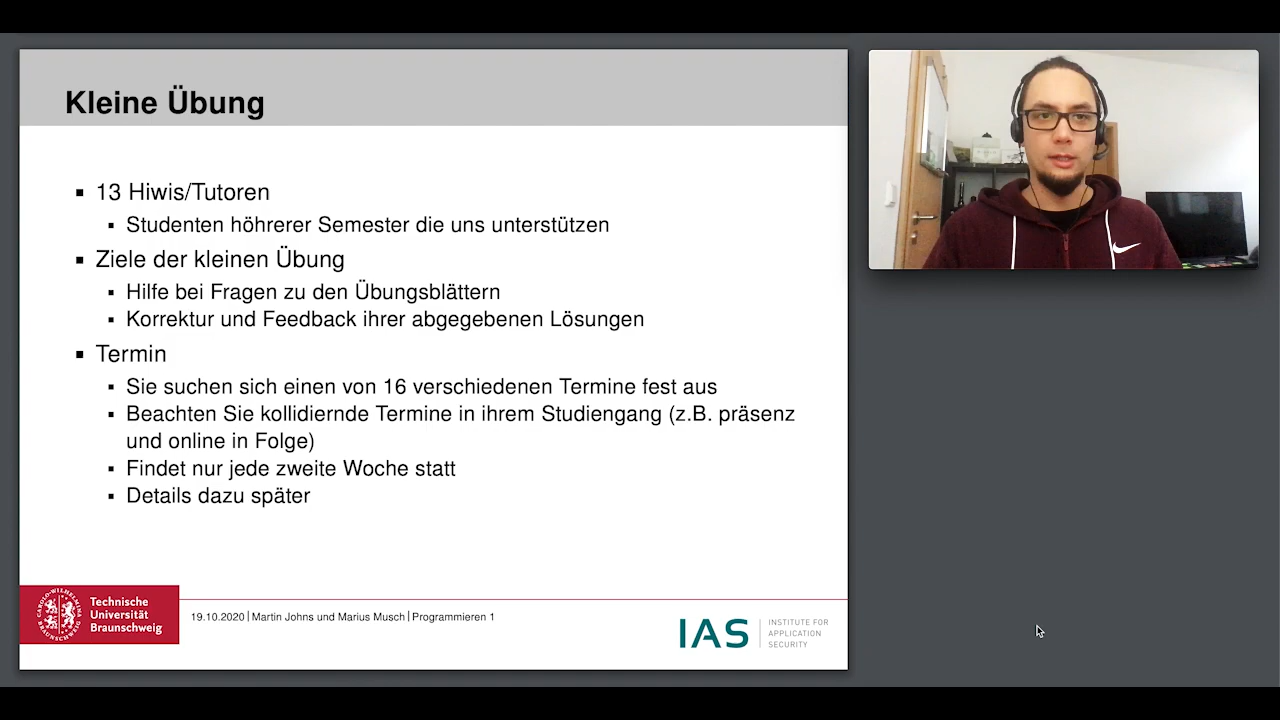 Kleine Übung
13 Hiwis/Tutoren
Studenten höhrerer Semester die uns unterstützen
Ziele der kleinen Übung
Hilfe bei Fragen zu den Übungsblättern
Korrektur und Feedback ihrer abgegebenen Lösungen
Termin
Sie suchen sich einen von 16 verschiedenen Termine fest aus
Beachten Sie kollidiernde Termine in ihrem Studiengang (z.B. präsenz
und online in Folge)
Findet nur jede zweite Woche statt
Details dazu später
CAROLO-WILHELMINA
BRAUNSCHWEIG
Technische
Universität
Braunschweig
19.10.2020 | Martin Johns und Marius Musch | Programmieren 1
IAS
INSTITUTE FOR
APPLICATION
SECURITY